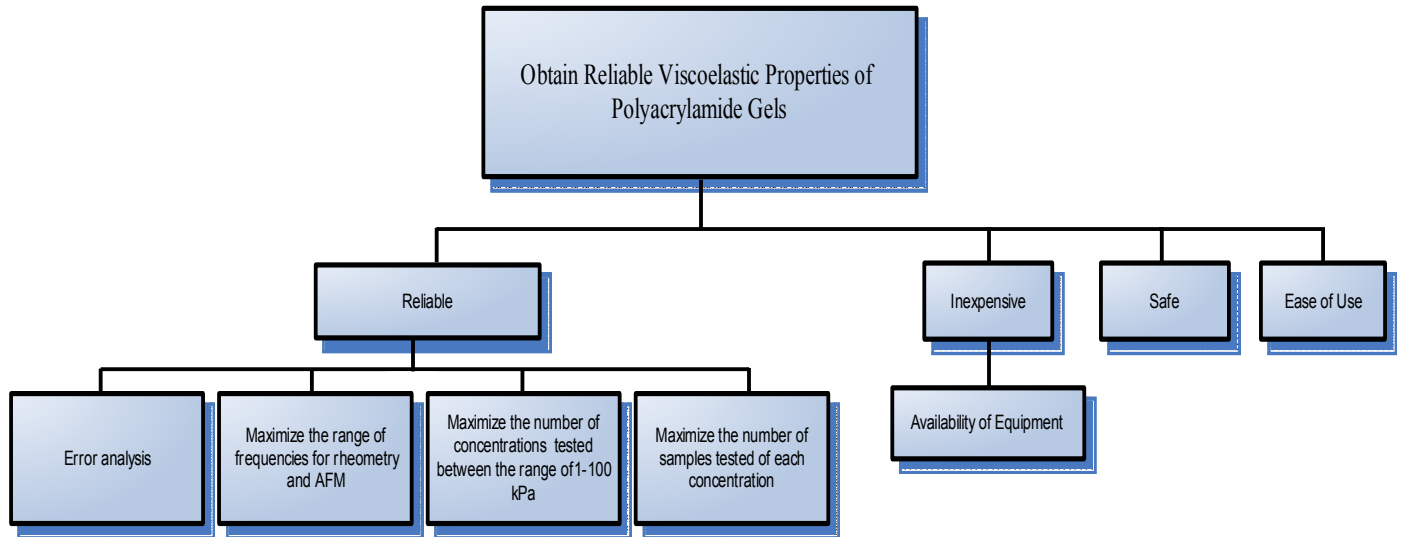 Obtain Reliable Viscoelastic Properties of
Polyacrylamide Gels
Reliable
Inexpensive
Safe
Ease of Use
Error analysis
Maximize the range of
frequencies for rheometry
and AFM
Maximize the number of
concentrations tested
between the range of1-100
kPa
Maximize the number of
samples tested of each
concentration
Availability of Equipment